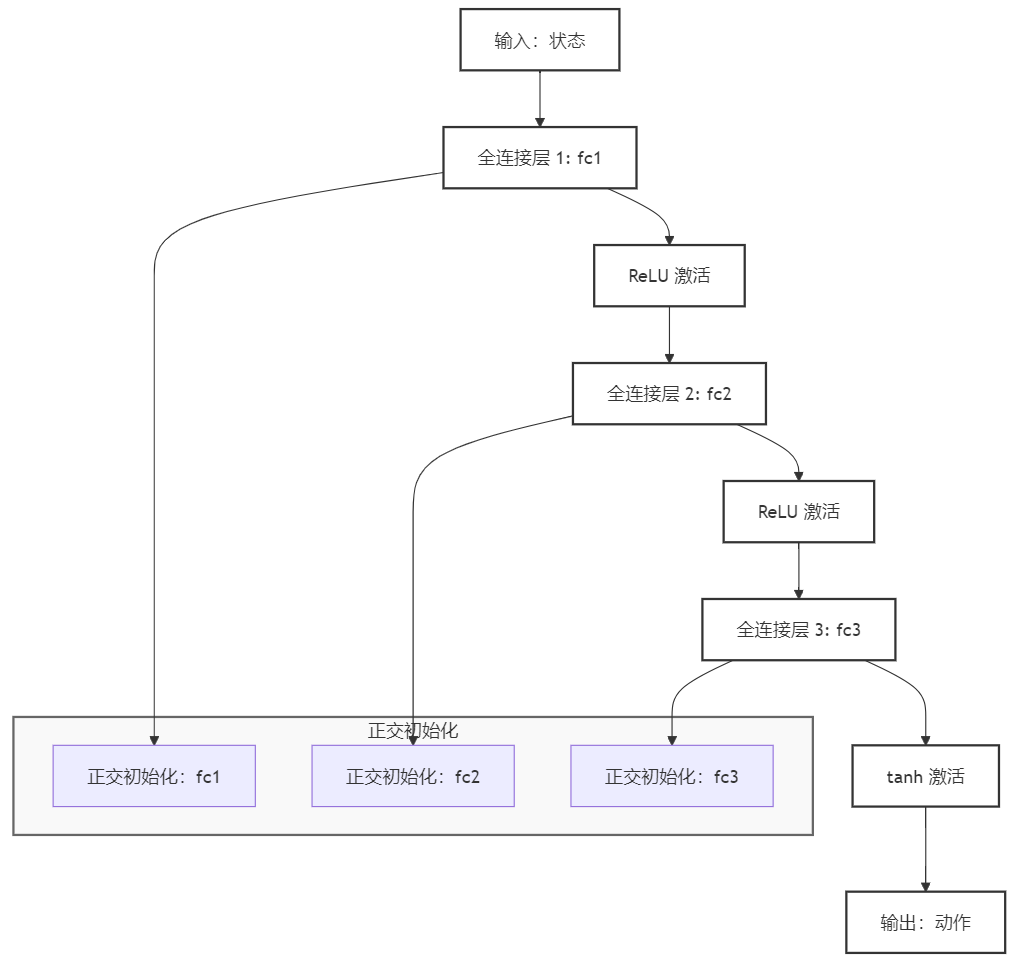 输入：状态
全连接层 1: fc1
ReLU 激活
全连接层 2: fc2
ReLU 激活
全连接层 3: fc3
正交初始化
正交初始化：fc1
正交初始化：fc2
正交初始化：fc3
tanh 激活
输出：动作